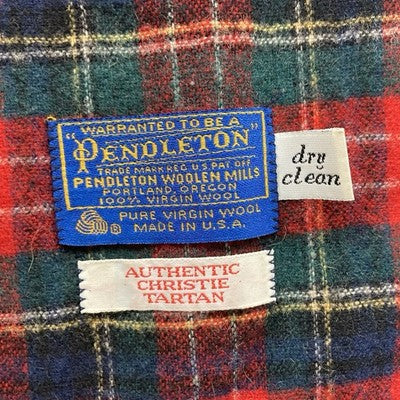 WARRANTED TO BE A
"PENDLETON"
TRADE MARK REG. U.S. PAT. OFF.
PENDLETON WOOLEN MILLS
PORTLAND, OREGON
100% VIRGIN WOOL
® PURE VIRGIN WOOL
MADE IN U.S.A.
dry
clean
AUTHENTIC
CHRISTIE
TARTAN